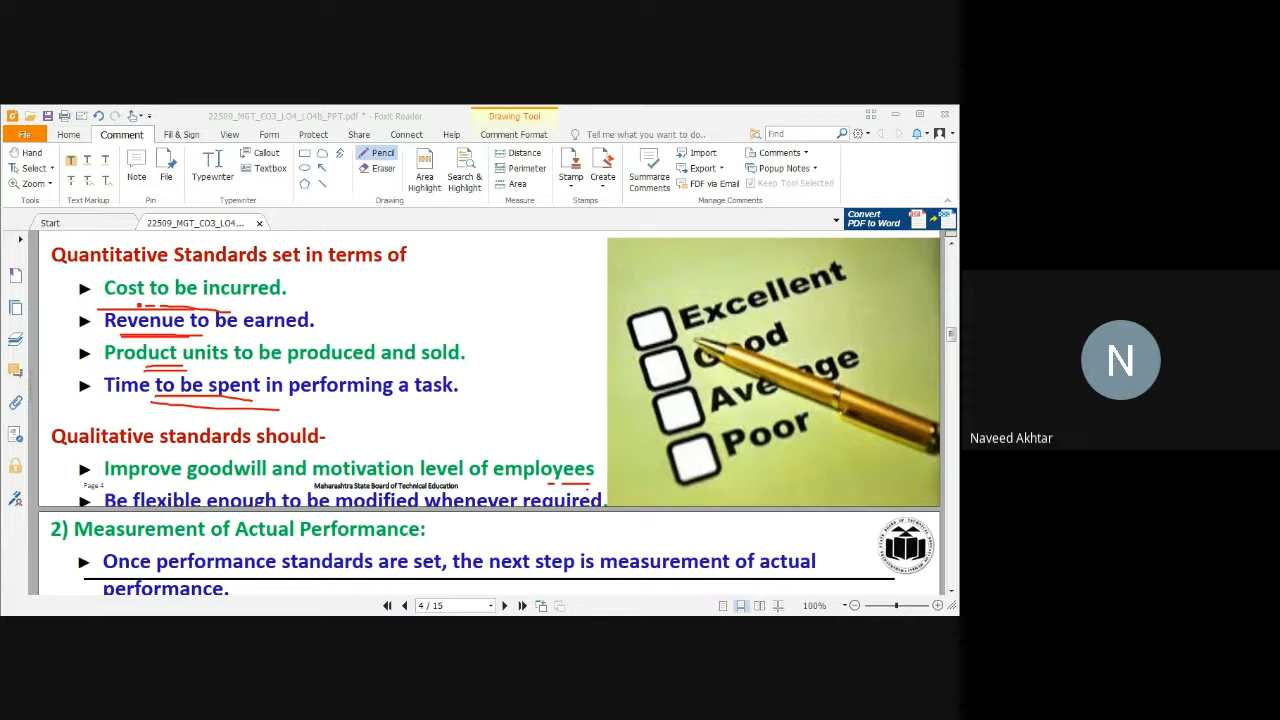 22509_MGT_CO3_LO4_LO4b_PPT.pdf * - Foxit Reader
Drawing Tool
File Home Comment Fill & Sign View Form Protect Share Connect Help Comment Format Tell me what you want to do.. Find
Hand
Select
Zoom
Tools
T T T
T T T
Text Markup
Note
File
Pin
Typewriter
Callout
Textbox
Typewriter
Pencil
Eraser
Area Highlight
Search & Highlight
Drawing
Distance
Perimeter
Area
Measure
Stamp
Create
Stamps
Summarize Comments
Import
Export
FDF via Email
Comments
Popup Notes
Keep Tool Selected
Manage Comments
Start
22509_MGT_CO3_LO4...
Convert
PDF to Word
Quantitative Standards set in terms of
► Cost to be incurred.
► Revenue to be earned.
► Product units to be produced and sold.
► Time to be spent in performing a task.
Qualitative standards should-
► Improve goodwill and motivation level of employees
Page 4 Maharashtra State Board of Technical Education
► Be flexible enough to be modified whenever required.
Excellent
Good
Average
Poor
2) Measurement of Actual Performance:
► Once performance standards are set, the next step is measurement of actual
performance.
4 / 15
100%
N
Naveed Akhtar